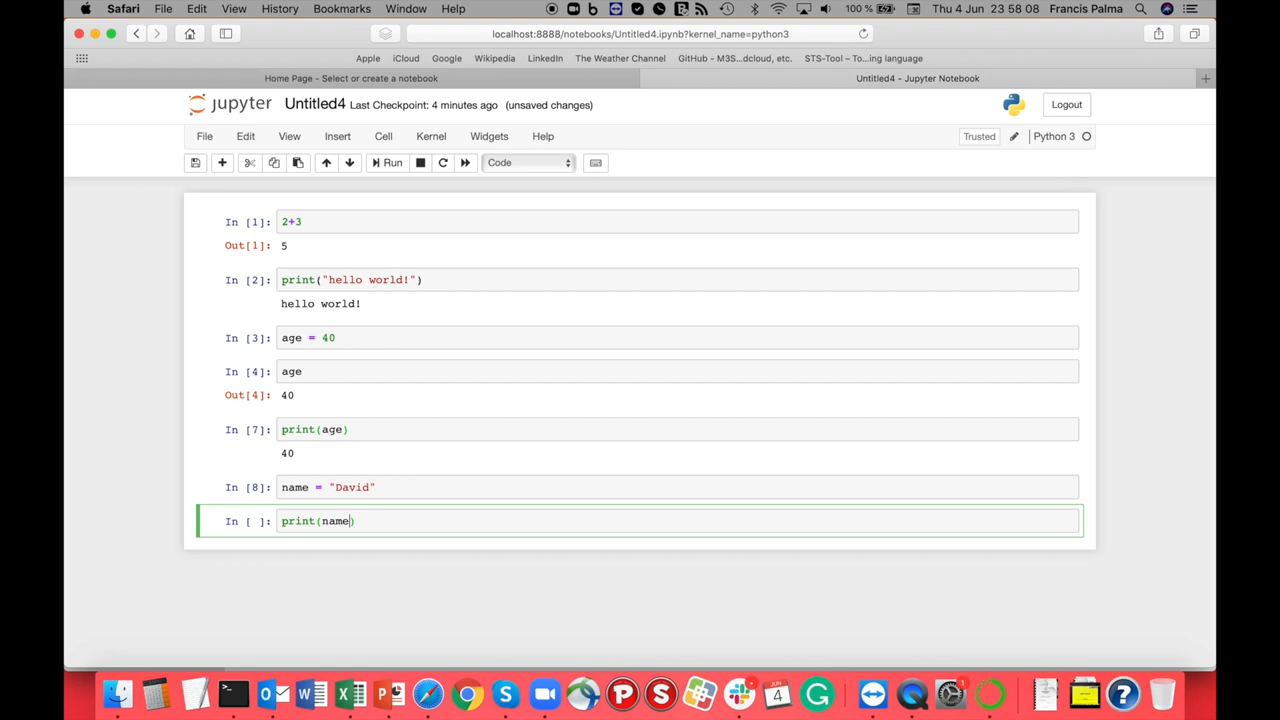 Safari File Edit View History Bookmarks Window Help 100 % Thu 4 Jun 23 58 08 Francis Palma
localhost:8888/notebooks/Untitled4.ipynb?kernel_name=python3
Apple iCloud Google Wikipedia LinkedIn The Weather Channel GitHub - M3S...dcloud, etc. STS-Tool – To...ing language
Home Page - Select or create a notebook Untitled4 - Jupyter Notebook
jupyter Untitled4 Last Checkpoint: 4 minutes ago (unsaved changes) Logout
File Edit View Insert Cell Kernel Widgets Help Trusted Python 3
Run Code
In [1]: 2+3
Out[1]: 5
In [2]: print("hello world!")
hello world!
In [3]: age = 40
In [4]: age
Out[4]: 40
In [7]: print(age)
40
In [8]: name = "David"
In [ ]: print(name)